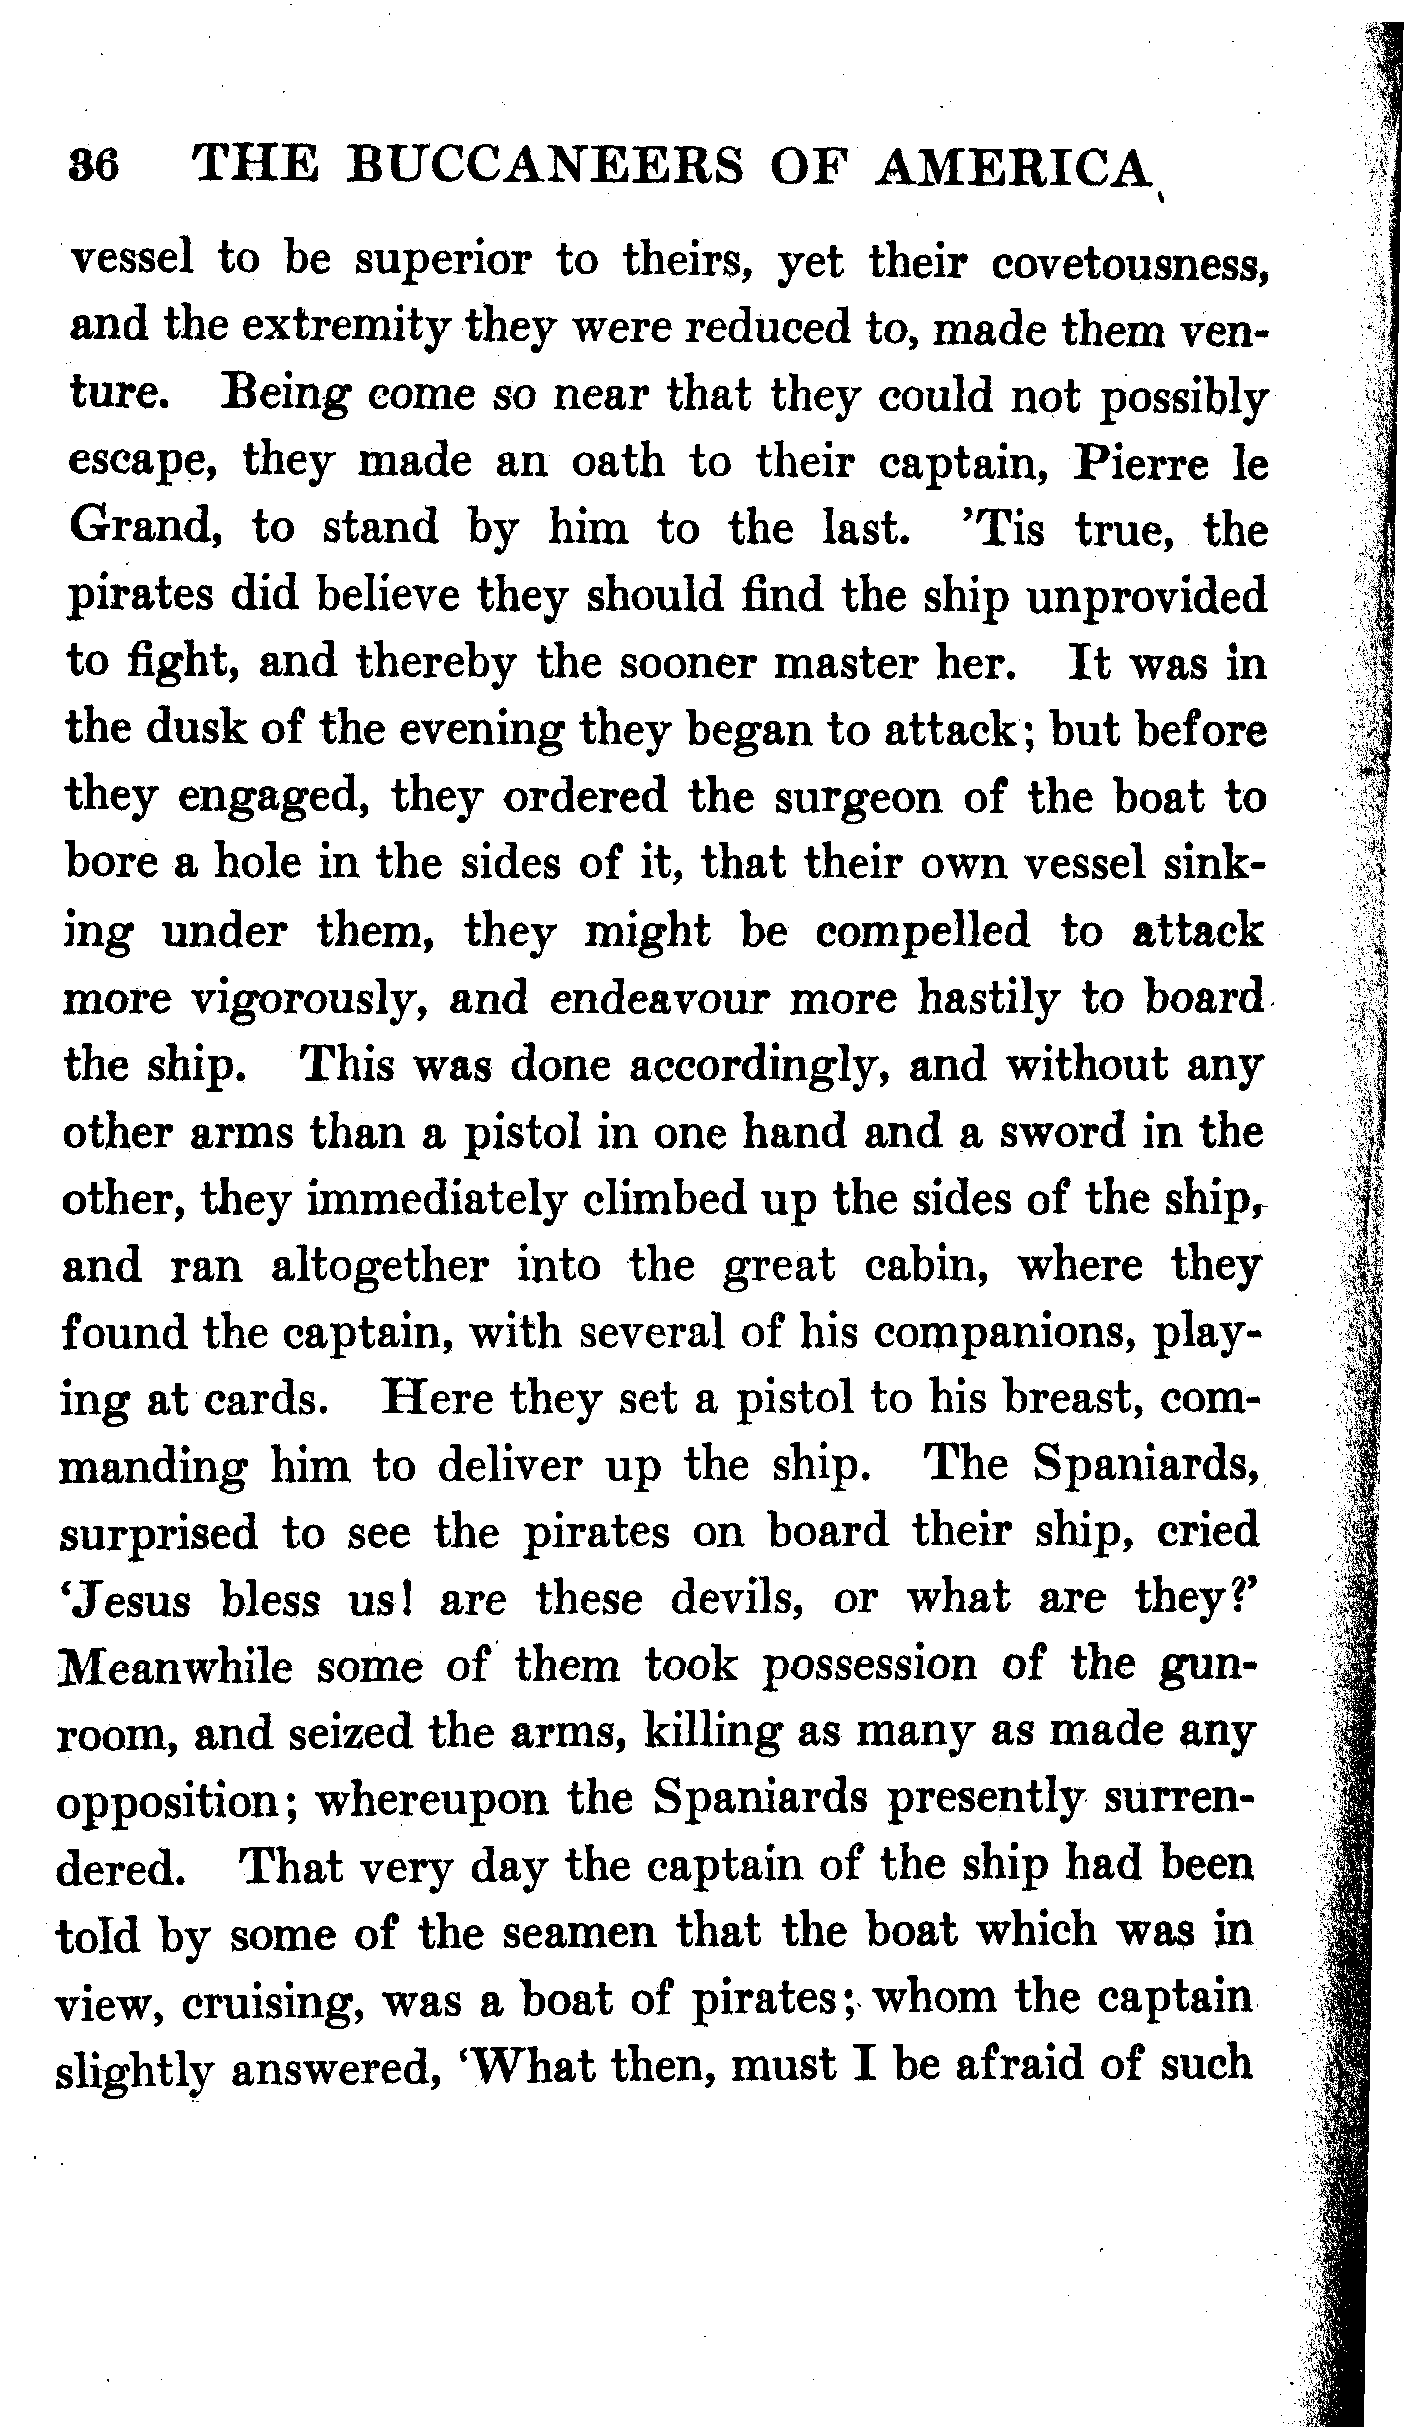 36 THE BUCCANEERS OF AMERICA
vessel to be superior to theirs, yet their covetousness,
and the extremity they were reduced to, made them ven-
ture. Being come so near that they could not possibly
escape, they made an oath to their captain, Pierre le
Grand, to stand by him to the last. 'Tis true, the
pirates did believe they should find the ship unprovided
to fight, and thereby the sooner master her. It was in
the dusk of the evening they began to attack; but before
they engaged, they ordered the surgeon of the boat to
bore a hole in the sides of it, that their own vessel sink-
ing under them, they might be compelled to attack
more vigorously, and endeavour more hastily to board
the ship. This was done accordingly, and without any
other arms than a pistol in one hand and a sword in the
other, they immediately climbed up the sides of the ship,
and ran altogether into the great cabin, where they
found the captain, with several of his companions, play-
ing at cards. Here they set a pistol to his breast, com-
manding him to deliver up the ship. The Spaniards,
surprised to see the pirates on board their ship, cried
‘Jesus bless us! are these devils, or what are they?’
Meanwhile some of them took possession of the gun-
room, and seized the arms, killing as many as made any
opposition; whereupon the Spaniards presently surren-
dered. That very day the captain of the ship had been
told by some of the seamen that the boat which was in
view, cruising, was a boat of pirates; whom the captain
slightly answered, ‘What then, must I be afraid of such